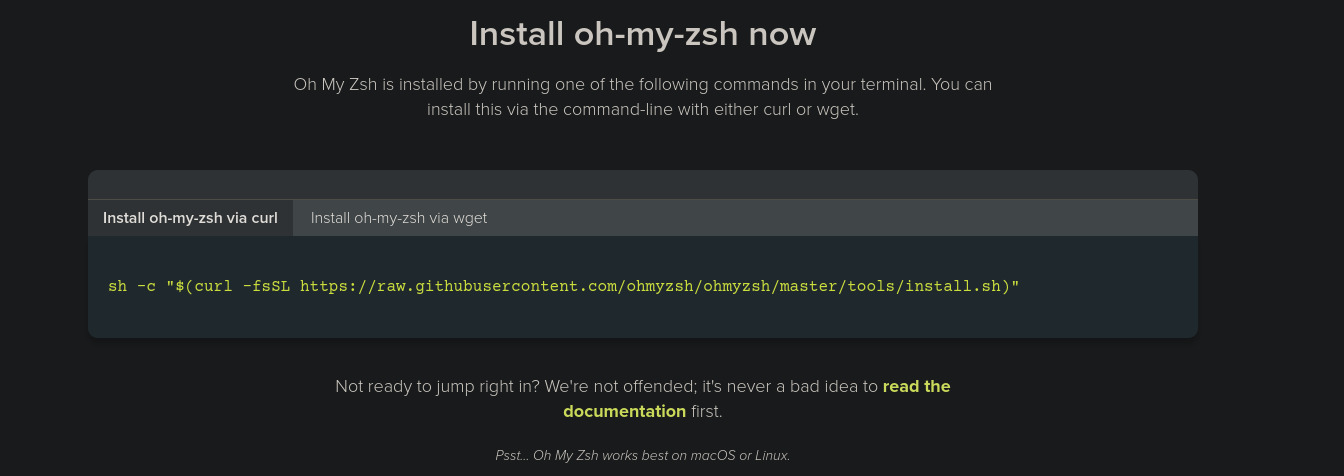 Install oh-my-zsh now
Oh My Zsh is installed by running one of the following commands in your terminal. You can
install this via the command-line with either curl or wget.
Install oh-my-zsh via curl
Install oh-my-zsh via wget
sh -c "$(curl -fsSL https://raw.githubusercontent.com/ohmyzsh/ohmyzsh/master/tools/install.sh)"
Not ready to jump right in? We're not offended; it's never a bad idea to read the
documentation first.
Psst... Oh My Zsh works best on macOS or Linux.